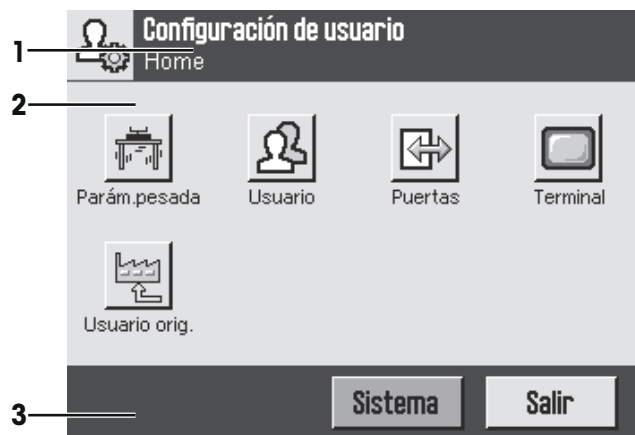 Configuración de usuario
1
Home
2
Parám.pesada Usuario Puertas Terminal
Usuario orig.
3 Sistema Salir